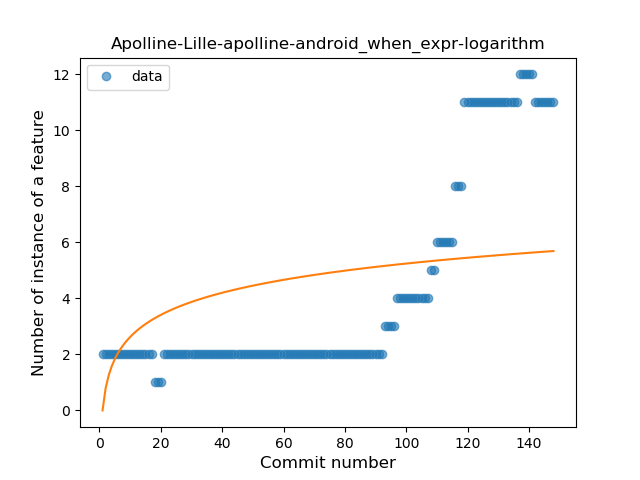 Apolline-Lille-apolline-android_when_expr-logarithm
data
Number of instance of a feature
12
10
8
6
4
2
0
0 20 40 60 80 100 120 140
Commit number